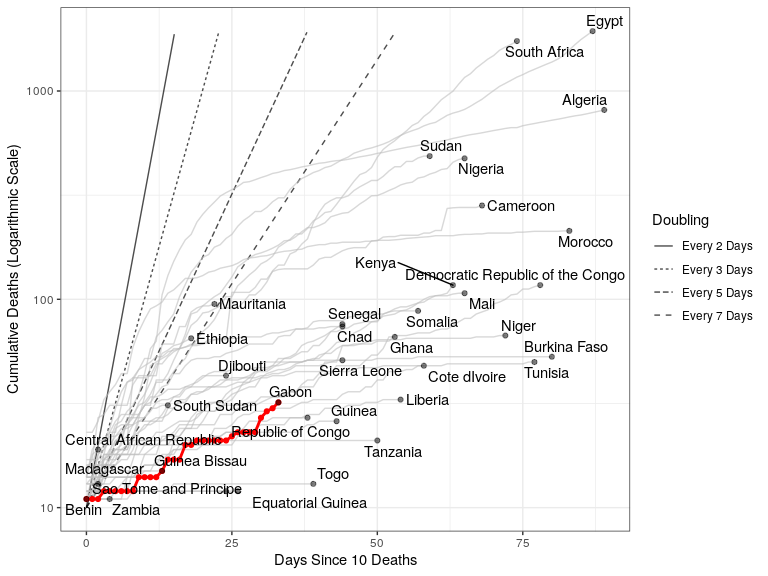 Egypt
South Africa
1000
Algeria
Sudan
Nigeria
Cameroon
Morocco
Kenya
Democratic Republic of the Congo
100
Mauritania
Mali
Senegal
Somalia
Chad
Niger
Ethiopia
Ghana
Burkina Faso
Djibouti
Sierra Leone
Cote dIvoire
Tunisia
Gabon
South Sudan
Liberia
Guinea
Central African Republic
Republic of Congo
Tanzania
Guinea Bissau
Madagascar
Togo
Sao Tome and Principe
Equatorial Guinea
10
Benin
Zambia
0
25
50
75
Days Since 10 Deaths
Cumulative Deaths (Logarithmic Scale)
Doubling
Every 2 Days
Every 3 Days
Every 5 Days
Every 7 Days